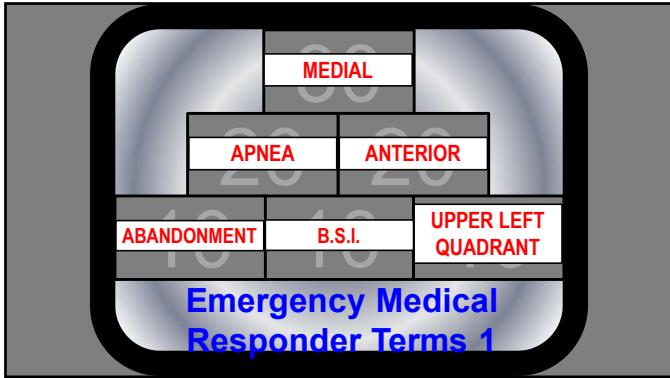 MEDIAL
APNEA
ANTERIOR
ABANDONMENT
B.S.I.
UPPER LEFT
QUADRANT
Emergency Medical
Responder Terms 1